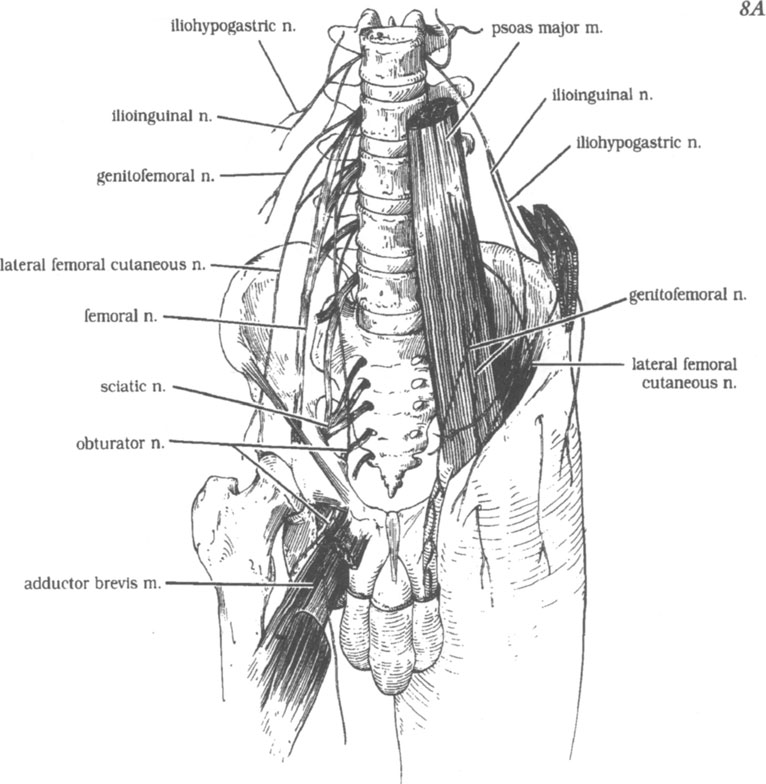 8A
iliohypogastric n.
psoas major m.
ilioinguinal n.
ilioinguinal n.
iliohypogastric n.
genitofemoral n.
lateral femoral cutaneous n.
genitofemoral n.
femoral n.
lateral femoral
cutaneous n.
sciatic n.
obturator n.
adductor brevis m.